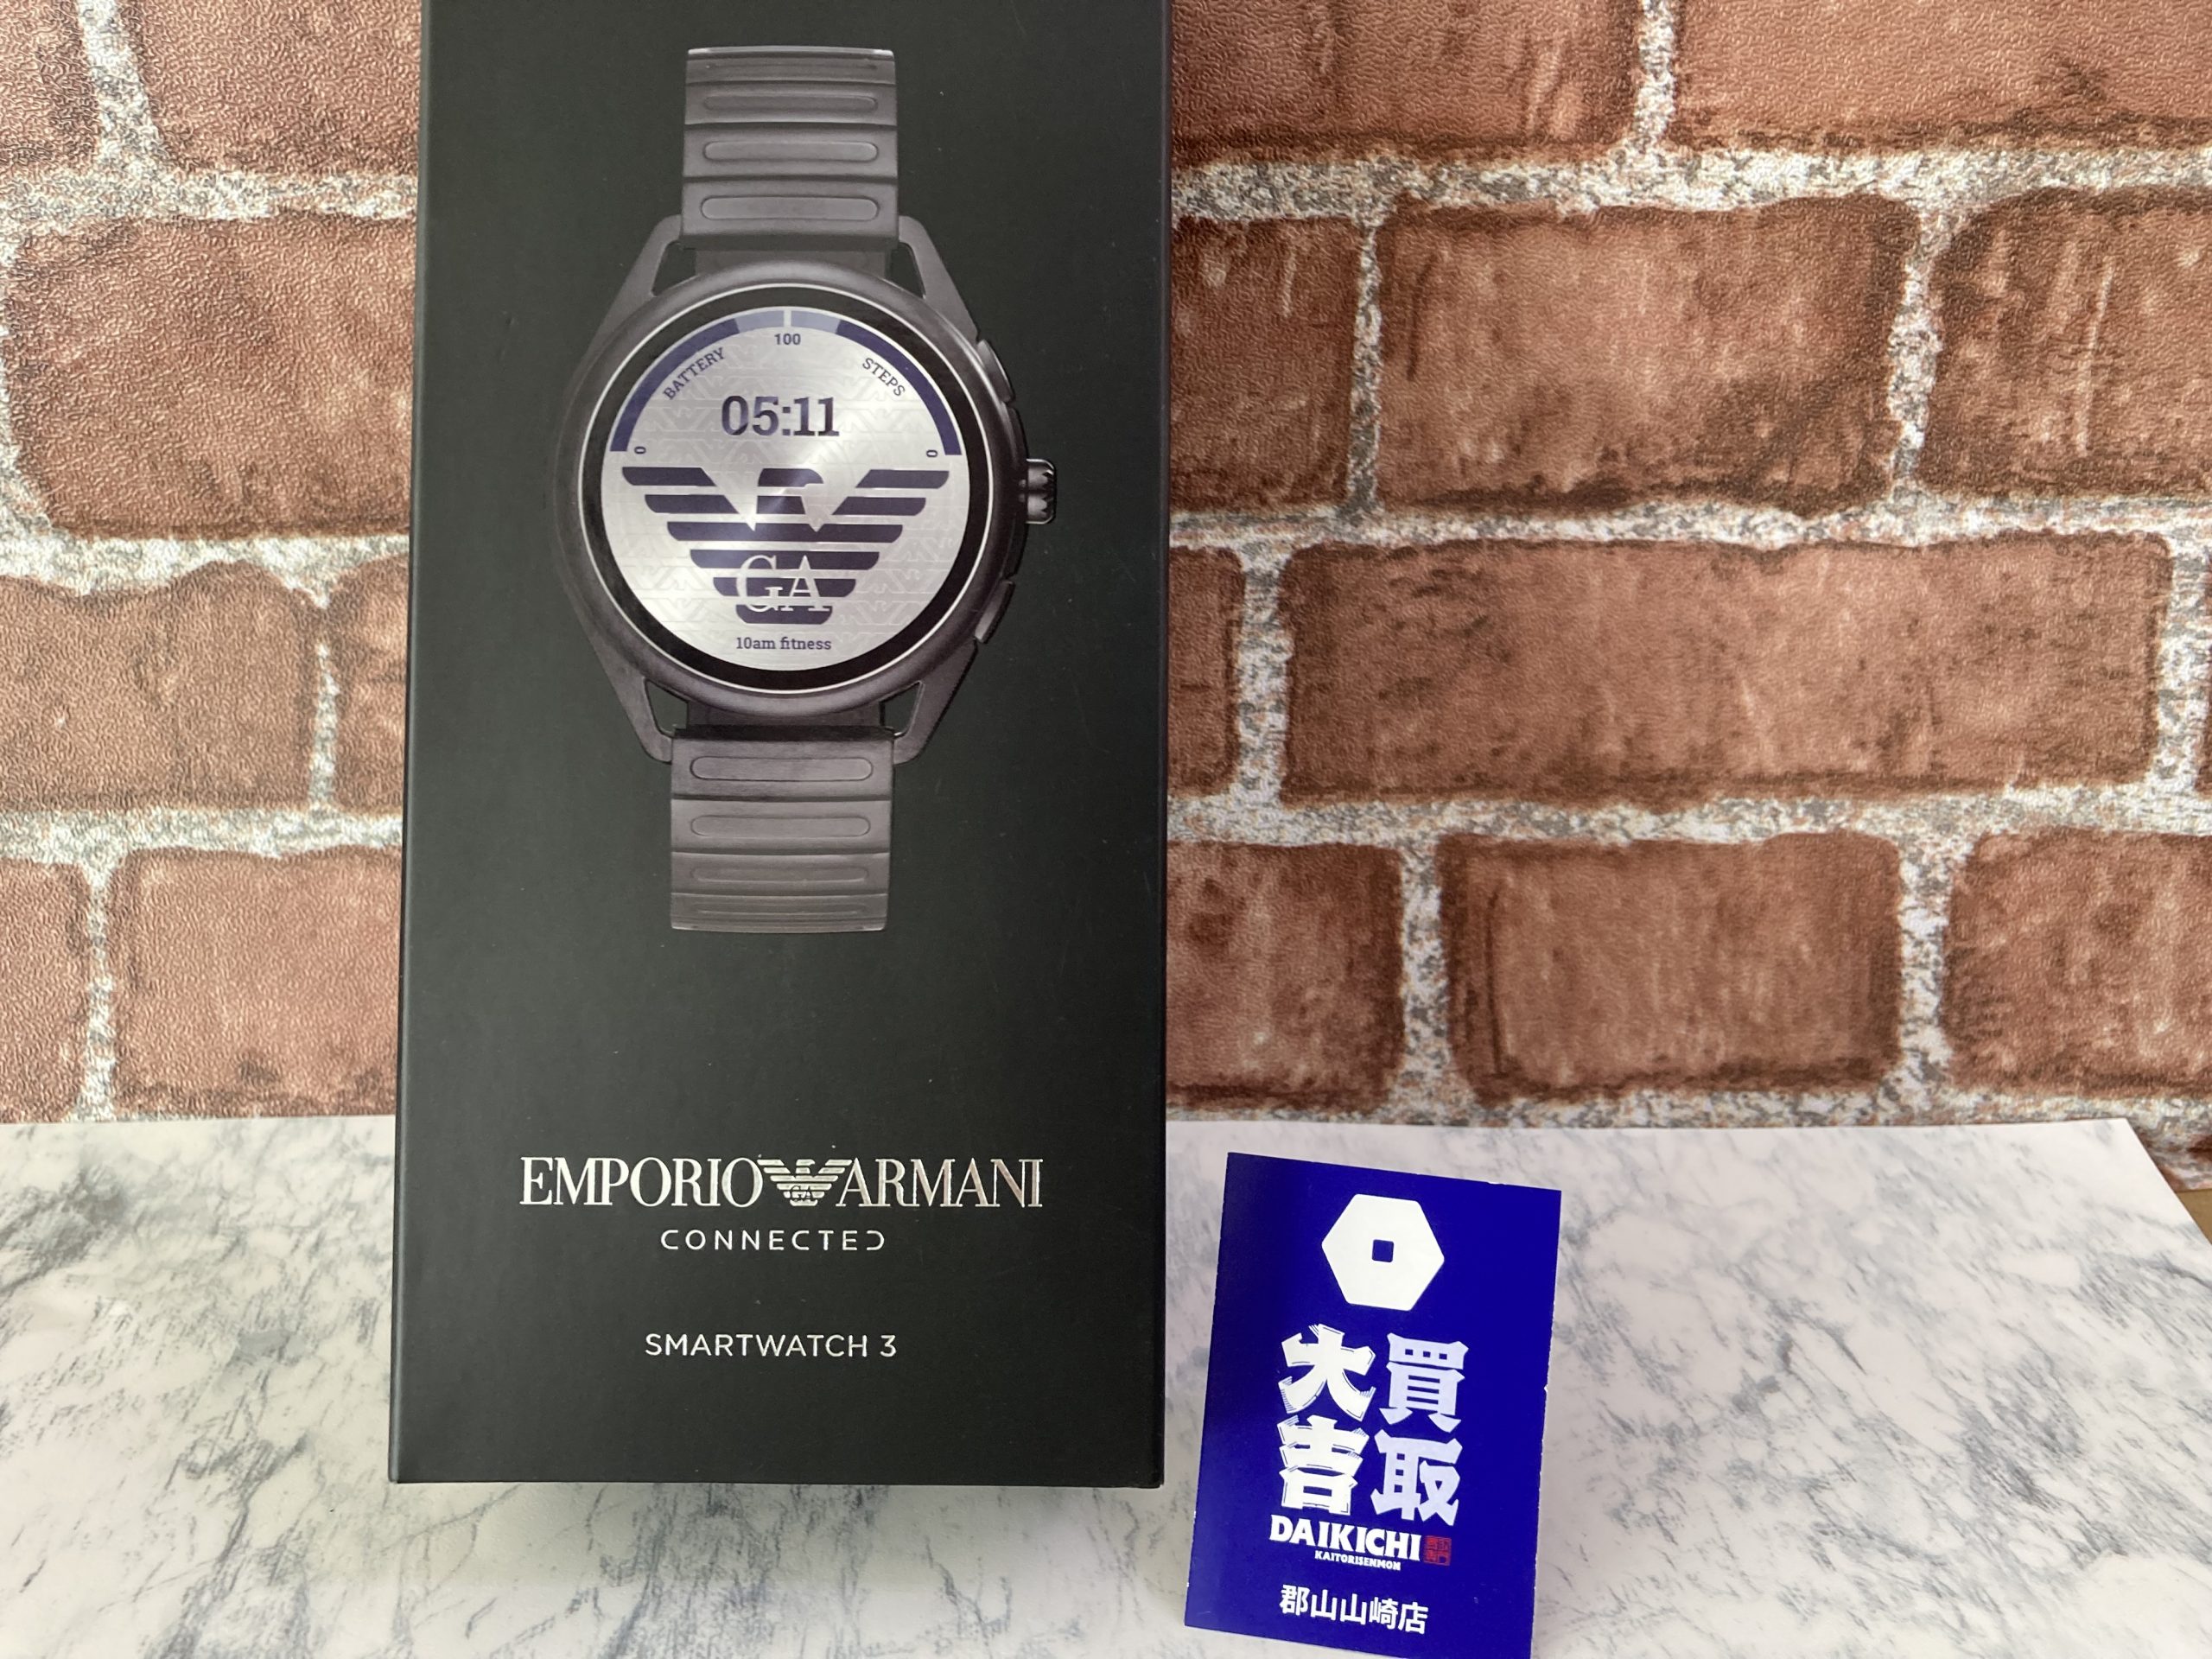 100
BATTERY
STEPS
05:11
0
0
GA
10am fitness
EMPORIO GA ARMANI
CONNECTED
SMARTWATCH 3
買取
大吉
DAIKICHI
KAITORISENMON
郡山山崎店